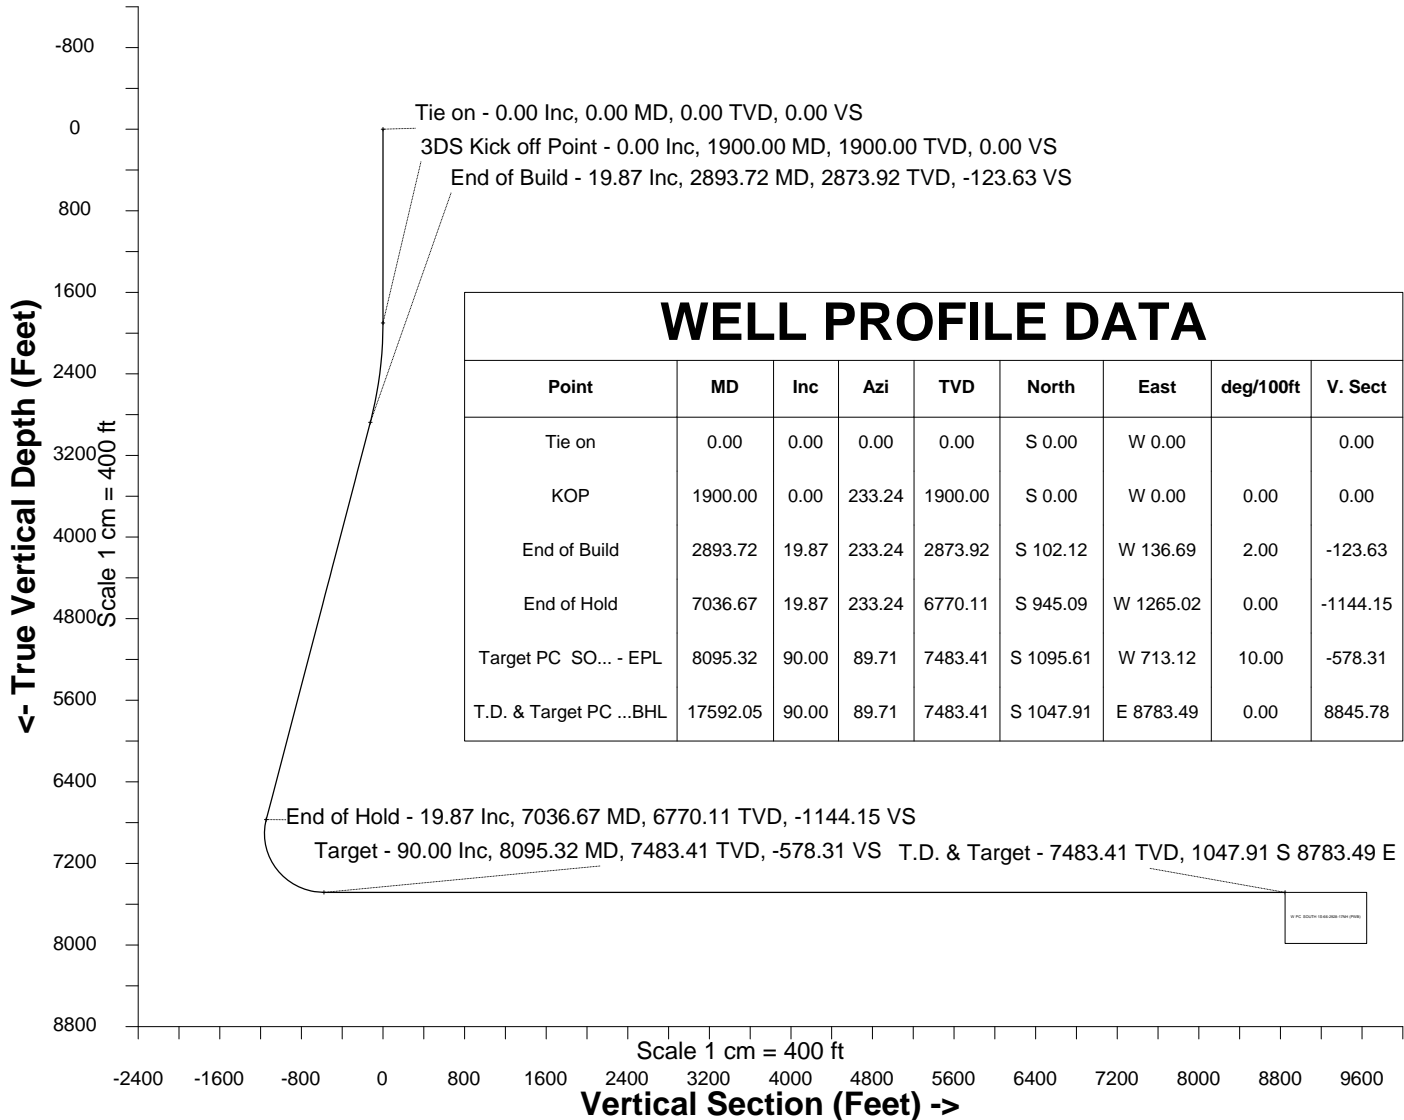 -800
0
800
1600
2400
3200
4000
4800
5600
6400
7200
8000
8800
<- True Vertical Depth (Feet)
Scale 1 cm = 400 ft
Tie on - 0.00 Inc, 0.00 MD, 0.00 TVD, 0.00 VS
3DS Kick off Point - 0.00 Inc, 1900.00 MD, 1900.00 TVD, 0.00 VS
End of Build - 19.87 Inc, 2893.72 MD, 2873.92 TVD, -123.63 VS
WELL PROFILE DATA
Point MD Inc Azi TVD North East deg/100ft V. Sect
Tie on 0.00 0.00 0.00 0.00 S 0.00 W 0.00 0.00
KOP 1900.00 0.00 233.24 1900.00 S 0.00 W 0.00 0.00 0.00
End of Build 2893.72 19.87 233.24 2873.92 S 102.12 W 136.69 2.00 -123.63
End of Hold 7036.67 19.87 233.24 6770.11 S 945.09 W 1265.02 0.00 -1144.15
Target PC SO... - EPL 8095.32 90.00 89.71 7483.41 S 1095.61 W 713.12 10.00 -578.31
T.D. & Target PC ...BHL 17592.05 90.00 89.71 7483.41 S 1047.91 E 8783.49 0.00 8845.78
End of Hold - 19.87 Inc, 7036.67 MD, 6770.11 TVD, -1144.15 VS
Target - 90.00 Inc, 8095.32 MD, 7483.41 TVD, -578.31 VS
T.D. & Target - 7483.41 TVD, 1047.91 S 8783.49 E
W PC SOUTH
Scale 1 cm = 400 ft
-2400 -1600 -800 0 800 1600 2400 3200 4000 4800 5600 6400 7200 8000 8800 9600
Vertical Section (Feet) ->